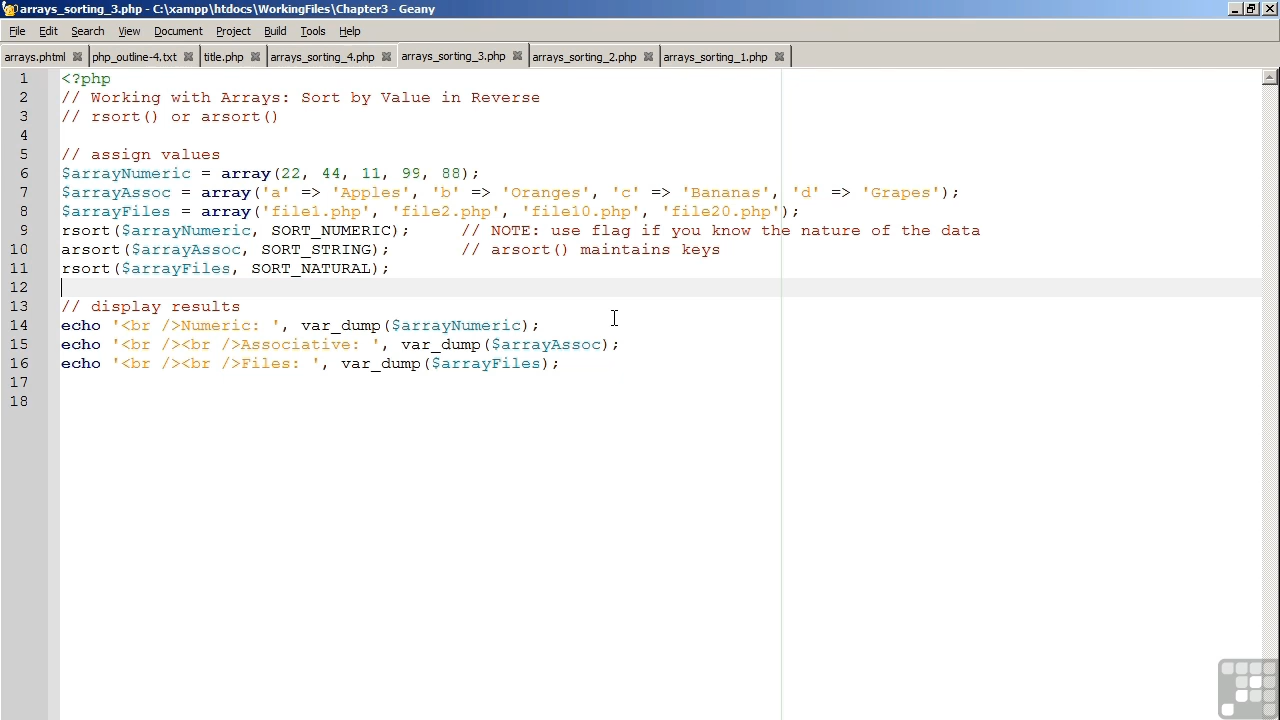 arrays_sorting_3.php - C:\xampp\htdocs\WorkingFiles\Chapter3 - Geany
File Edit Search View Document Project Build Tools Help
arrays.phtml php_outline-4.txt title.php arrays_sorting_4.php arrays_sorting_3.php arrays_sorting_2.php arrays_sorting_1.php
1 <?php
2 // Working with Arrays: Sort by Value in Reverse
3 // rsort() or arsort()
4
5 // assign values
6 $arrayNumeric = array(22, 44, 11, 99, 88);
7 $arrayAssoc = array('a' => 'Apples', 'b' => 'Oranges', 'c' => 'Bananas', 'd' => 'Grapes');
8 $arrayFiles = array('file1.php', 'file2.php', 'file10.php', 'file20.php');
9 rsort($arrayNumeric, SORT_NUMERIC);     // NOTE: use flag if you know the nature of the data
10 arsort($arrayAssoc, SORT_STRING);       // arsort() maintains keys
11 rsort($arrayFiles, SORT_NATURAL);
12
13 // display results
14 echo '<br />Numeric: ', var_dump($arrayNumeric);
15 echo '<br /><br />Associative: ', var_dump($arrayAssoc);
16 echo '<br /><br />Files: ', var_dump($arrayFiles);
17
18